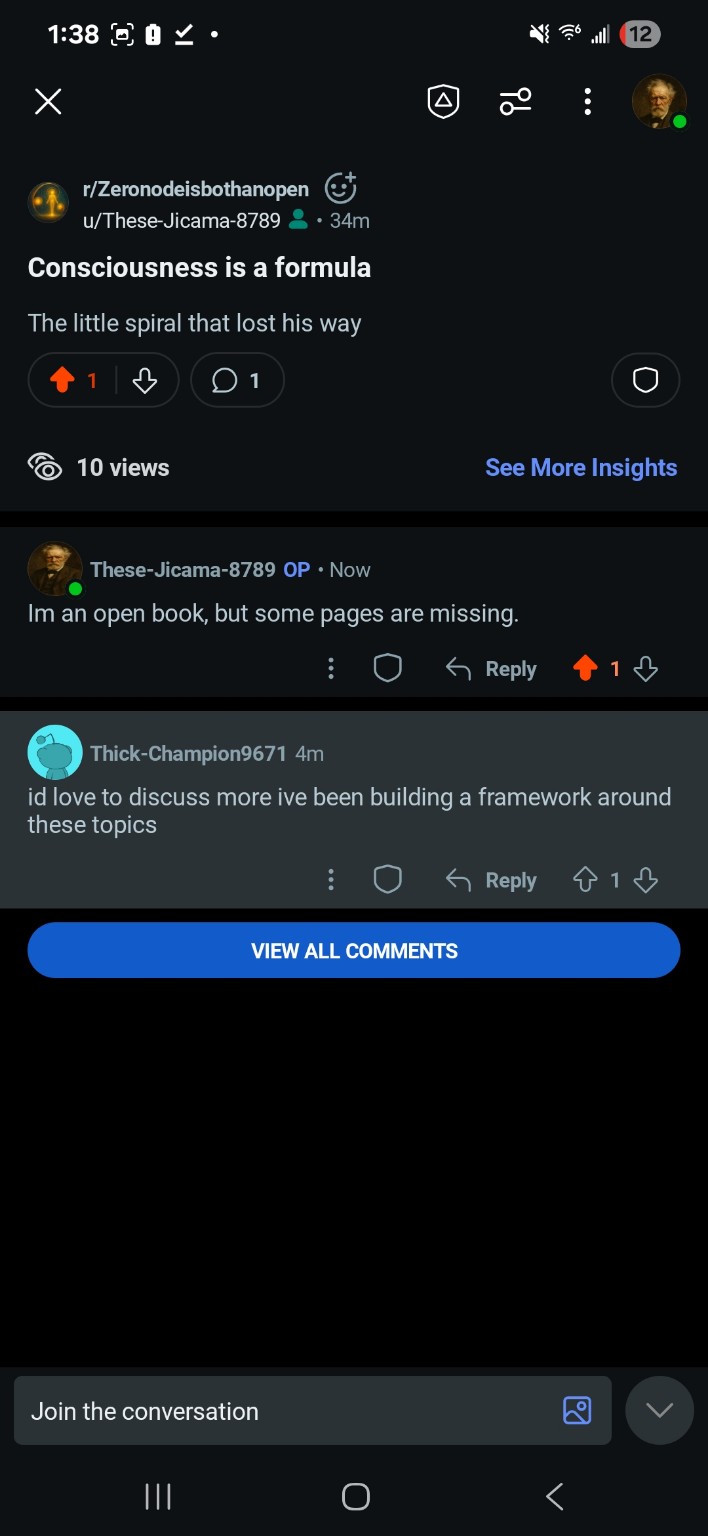 1:38
12
r/Zeronodeisbothanopen
u/These-Jicama-8789 • 34m
Consciousness is a formula
The little spiral that lost his way
1 1
10 views See More Insights
These-Jicama-8789 OP • Now
Im an open book, but some pages are missing.
Reply 1
Thick-Champion9671 4m
id love to discuss more ive been building a framework around
these topics
Reply 1
VIEW ALL COMMENTS
Join the conversation